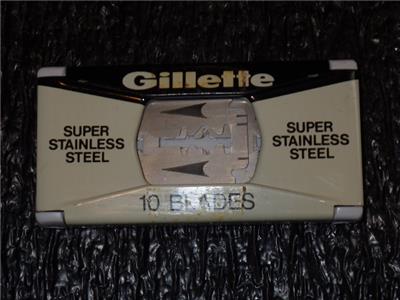 Gillette
SUPER
STAINLESS
STEEL
SUPER
STAINLESS
STEEL
10 BLADES